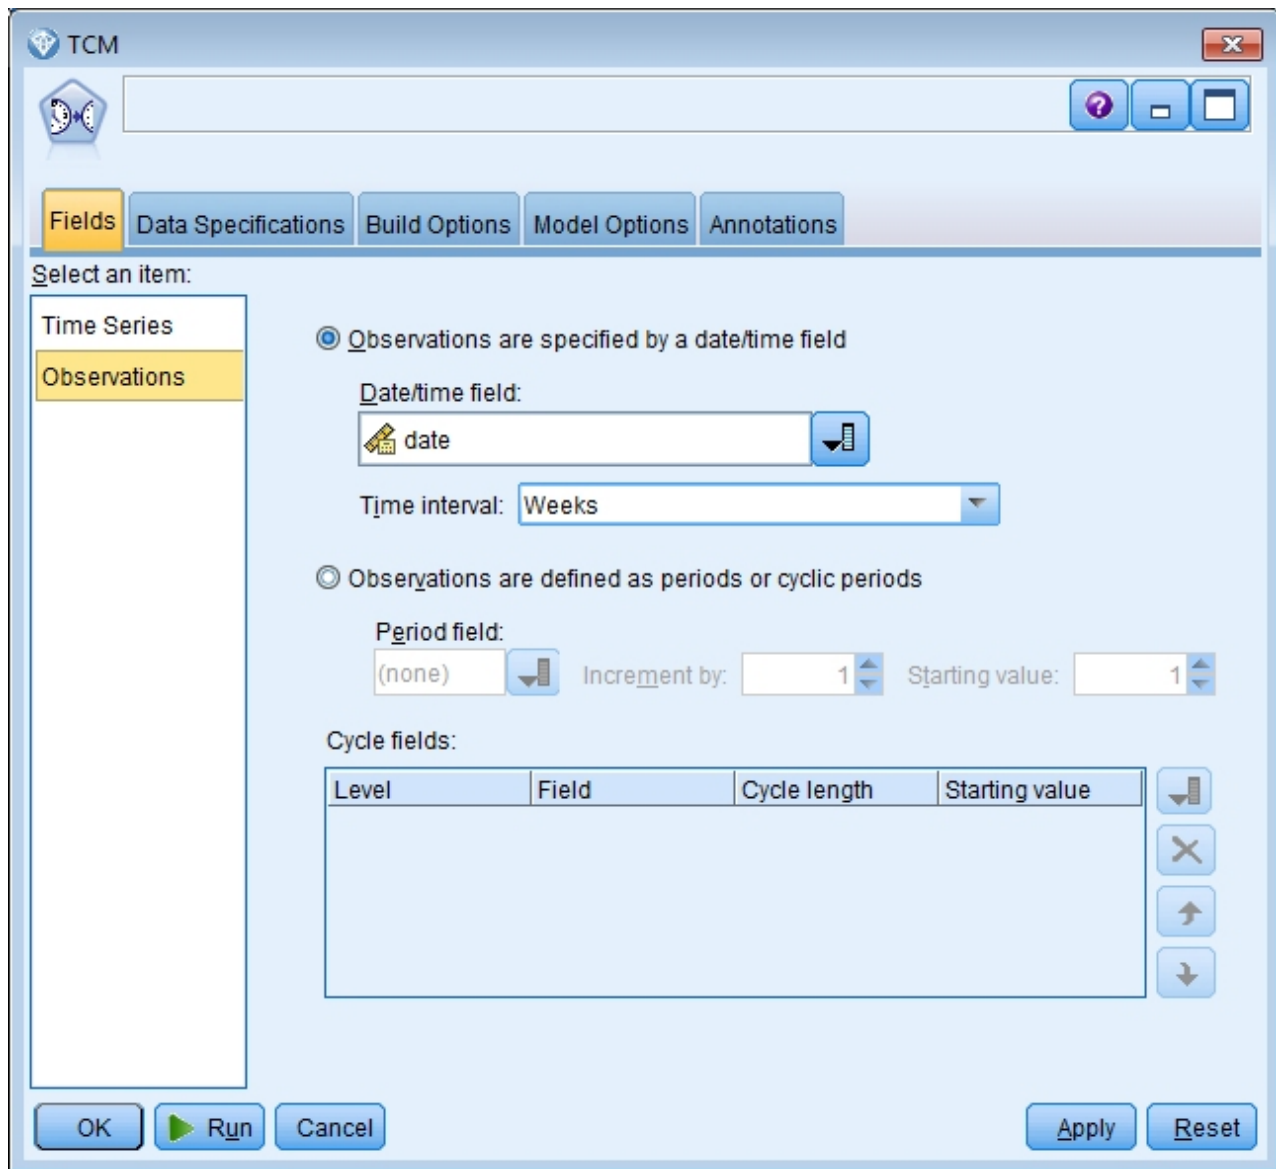 TCM
Fields Data Specifications Build Options Model Options Annotations
Select an item:
Time Series
Observations
Observations are specified by a date/time field
Date/time field:
date
Time interval: Weeks
Observations are defined as periods or cyclic periods
Period field:
(none) Increment by: 1 Starting value: 1
Cycle fields:
Level Field Cycle length Starting value
OK Run Cancel Apply Reset